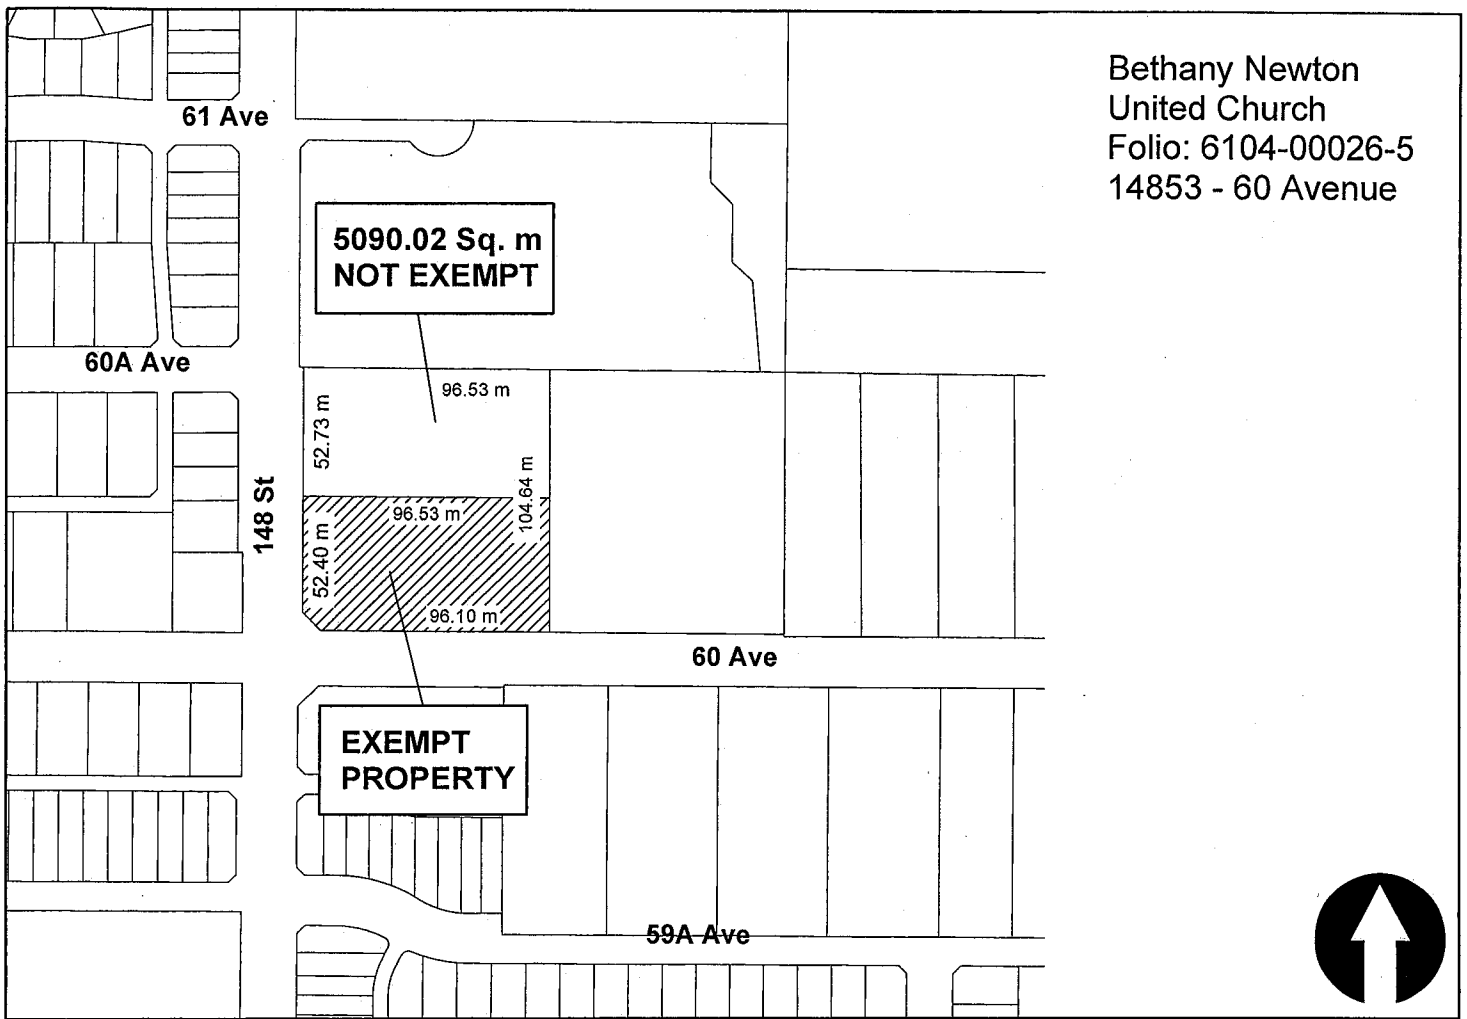 Bethany Newton
United Church
Folio: 6104-00026-5
14853 - 60 Avenue
61 Ave
5090.02 Sq. m
NOT EXEMPT
60A Ave
96.53 m
52.73 m
104.64 m
148 St
96.53 m
52.40 m
96.10 m
60 Ave
EXEMPT
PROPERTY
59A Ave